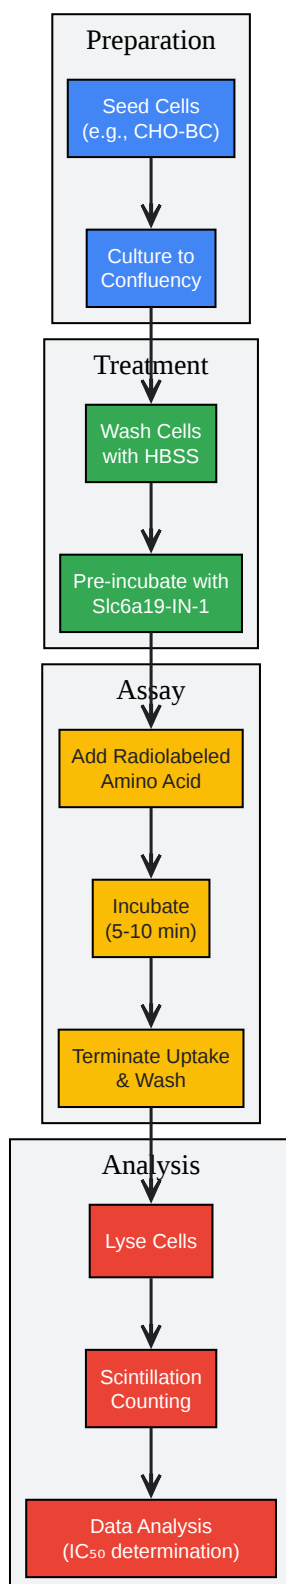 Preparation
Seed Cells
(e.g., CHO-BC)
Culture to
Confluency
Treatment
Wash Cells
with HBSS
Pre-incubate with
Slc6a19-IN-1
Assay
Add Radiolabeled
Amino Acid
Incubate
(5-10 min)
Terminate Uptake
& Wash
Analysis
Lyse Cells
Scintillation
Counting
Data Analysis
(IC₅₀ determination)